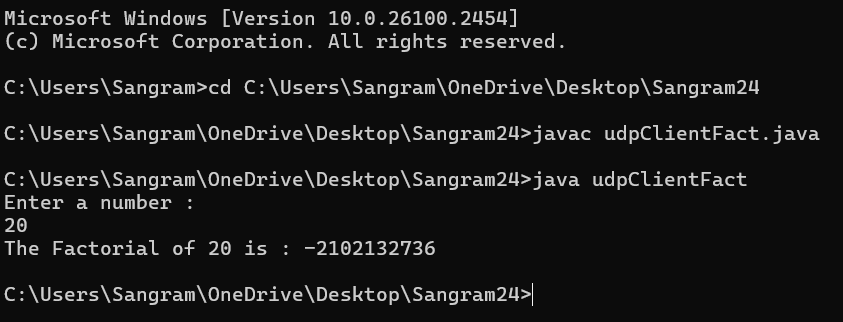 Microsoft Windows [Version 10.0.26100.2454]
(c) Microsoft Corporation. All rights reserved.
C:\Users\Sangram>cd C:\Users\Sangram\OneDrive\Desktop\Sangram24
C:\Users\Sangram\OneDrive\Desktop\Sangram24>javac udpClientFact.java
C:\Users\Sangram\OneDrive\Desktop\Sangram24>java udpClientFact
Enter a number :
20
The Factorial of 20 is : -2102132736
C:\Users\Sangram\OneDrive\Desktop\Sangram24>